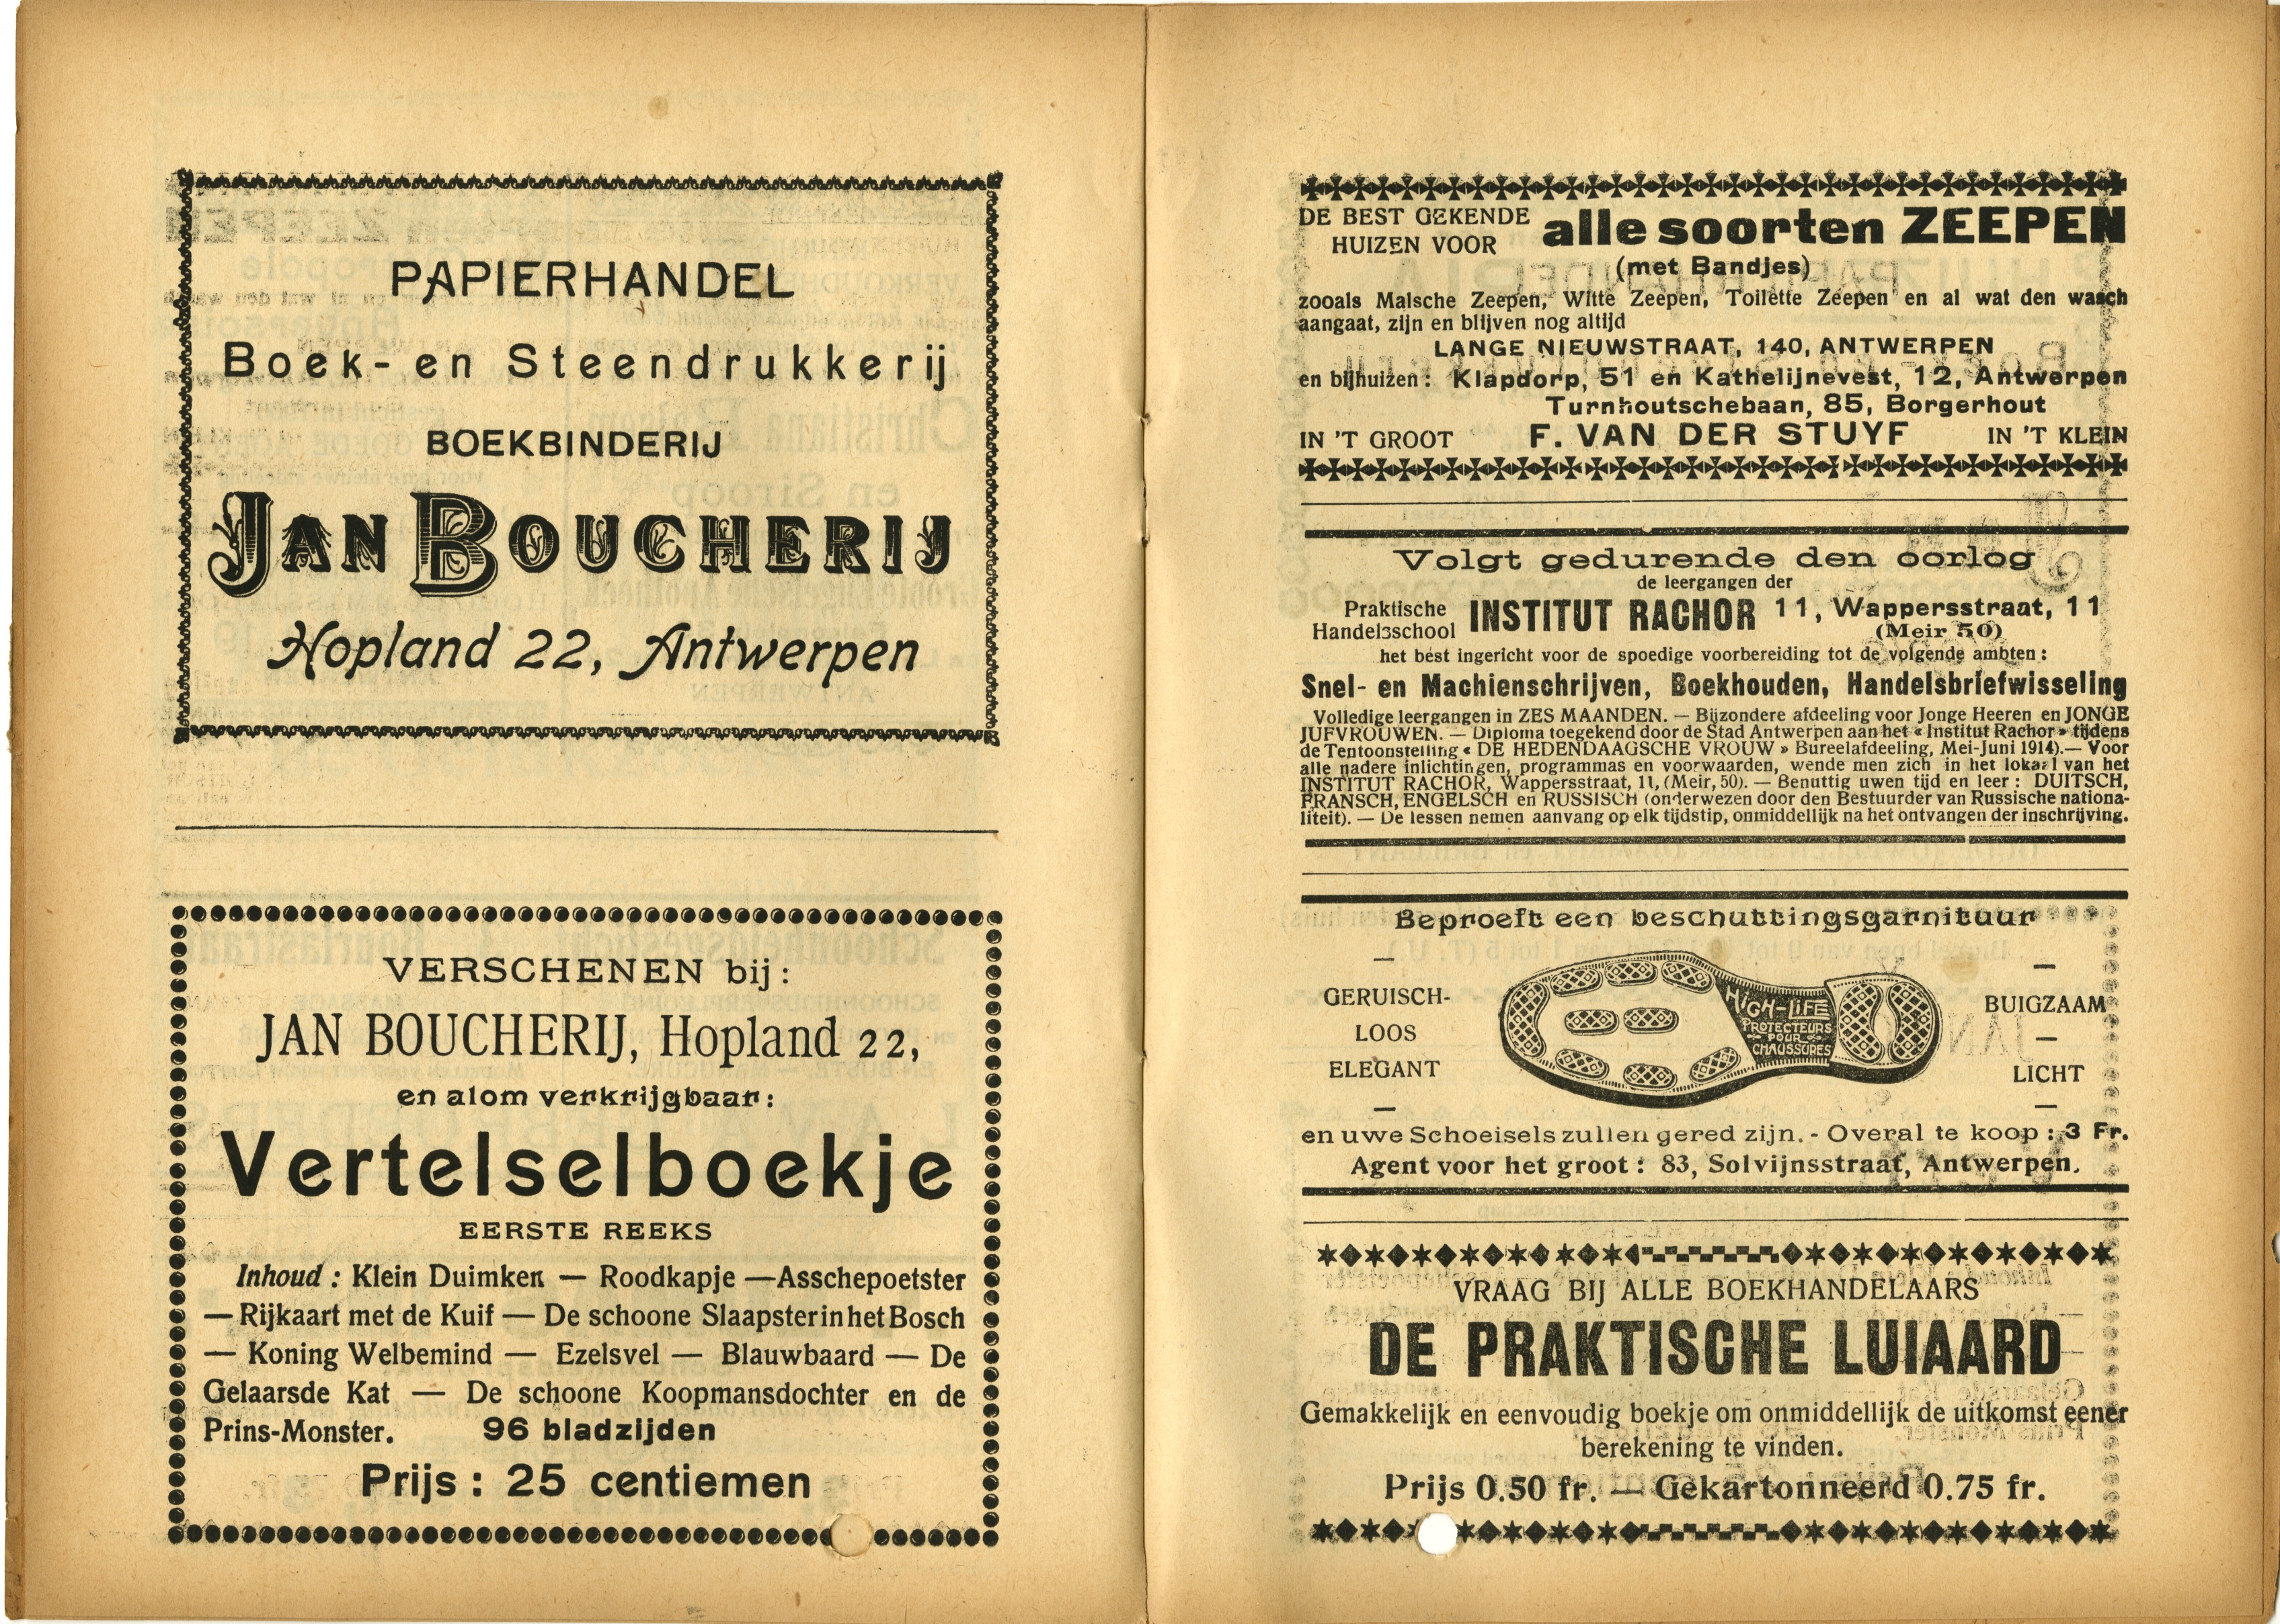 PAPIERHANDEL
Boek- en Steendrukkerij
BOEKBINDERIJ
JAN BOUCHERIJ
Hopland 22, Antwerpen
VERSCHENEN bij:
JAN BOUCHERIJ, Hopland 22,
en alom verkrijgbaar:
Vertelselboekje
EERSTE REEKS
Inhoud : Klein Duimken — Roodkapje — Asschepoetster
— Rijkaart met de Kuif — De schoone Slaapster in het Bosch
— Koning Welbemind — Ezelsvel — Blauwbaard — De
Gelaarsde Kat — De schoone Koopmansdochter en de
Prins-Monster. 96 bladzijden
Prijs : 25 centiemen
DE BEST GEKENDE
HUIZEN VOOR
alle soorten ZEEPEN
(met Bandjes)
zooals Malsche Zeepen, Witte Zeepen, Toilette Zeepen en al wat den wasch
aangaat, zijn en blijven nog altijd
LANGE NIEUWSTRAAT, 140, ANTWERPEN
en bijhuizen : Klapdorp, 51 en Kathelijnevest, 12, Antwerpen
Turnhoutschebaan, 85, Borgerhout
IN 'T GROOT F. VAN DER STUYF IN 'T KLEIN
Volgt gedurende den oorlog
de leergangen der
Praktische
Handelsschool
INSTITUT RACHOR 11, Wappersstraat, 11
(Meir 50)
het best ingericht voor de spoedige voorbereiding tot de volgende ambten :
Snel- en Machienschrijven, Boekhouden, Handelsbriefwisseling
Volledige leergangen in ZES MAANDEN. — Bijzondere afdeeling voor Jonge Heeren en JONGE
JUFVROUWEN. — Diploma toegekend door de Stad Antwerpen aan het « Institut Rachor » tijdens
de Tentoonstelling « DE HEDENDAAGSCHE VROUW » Bureelafdeeling, Mei-Juni 1914). — Voor
alle nadere inlichtingen, programmas en voorwaarden, wende men zich in het lokaal van het
INSTITUT RACHOR, Wappersstraat, 11, (Meir, 50). — Benuttig uwen tijd en leer : DUITSCH,
FRANSCH, ENGELSCH en RUSSISCH (onderwezen door den Bestuurder van Russische nationa-
liteit). — De lessen nemen aanvang op elk tijdstip, onmiddellijk na het ontvangen der inschrijving.
Beproeft een beschuttingsgarnituur
—
GERUISCH-
LOOS
ELEGANT
—
HIGH-LIFE
PROTECTEURS
POUR
CHAUSSURES
—
BUIGZAAM
—
LICHT
—
en uwe Schoeisels zullen gered zijn. - Overal te koop : 3 Fr.
Agent voor het groot : 83, Solvijnsstraat, Antwerpen.
VRAAG BIJ ALLE BOEKHANDELAARS
DE PRAKTISCHE LUIAARD
Gemakkelijk en eenvoudig boekje om onmiddellijk de uitkomst eener
berekening te vinden.
Prijs 0.50 fr. — Gekartonneerd 0.75 fr.